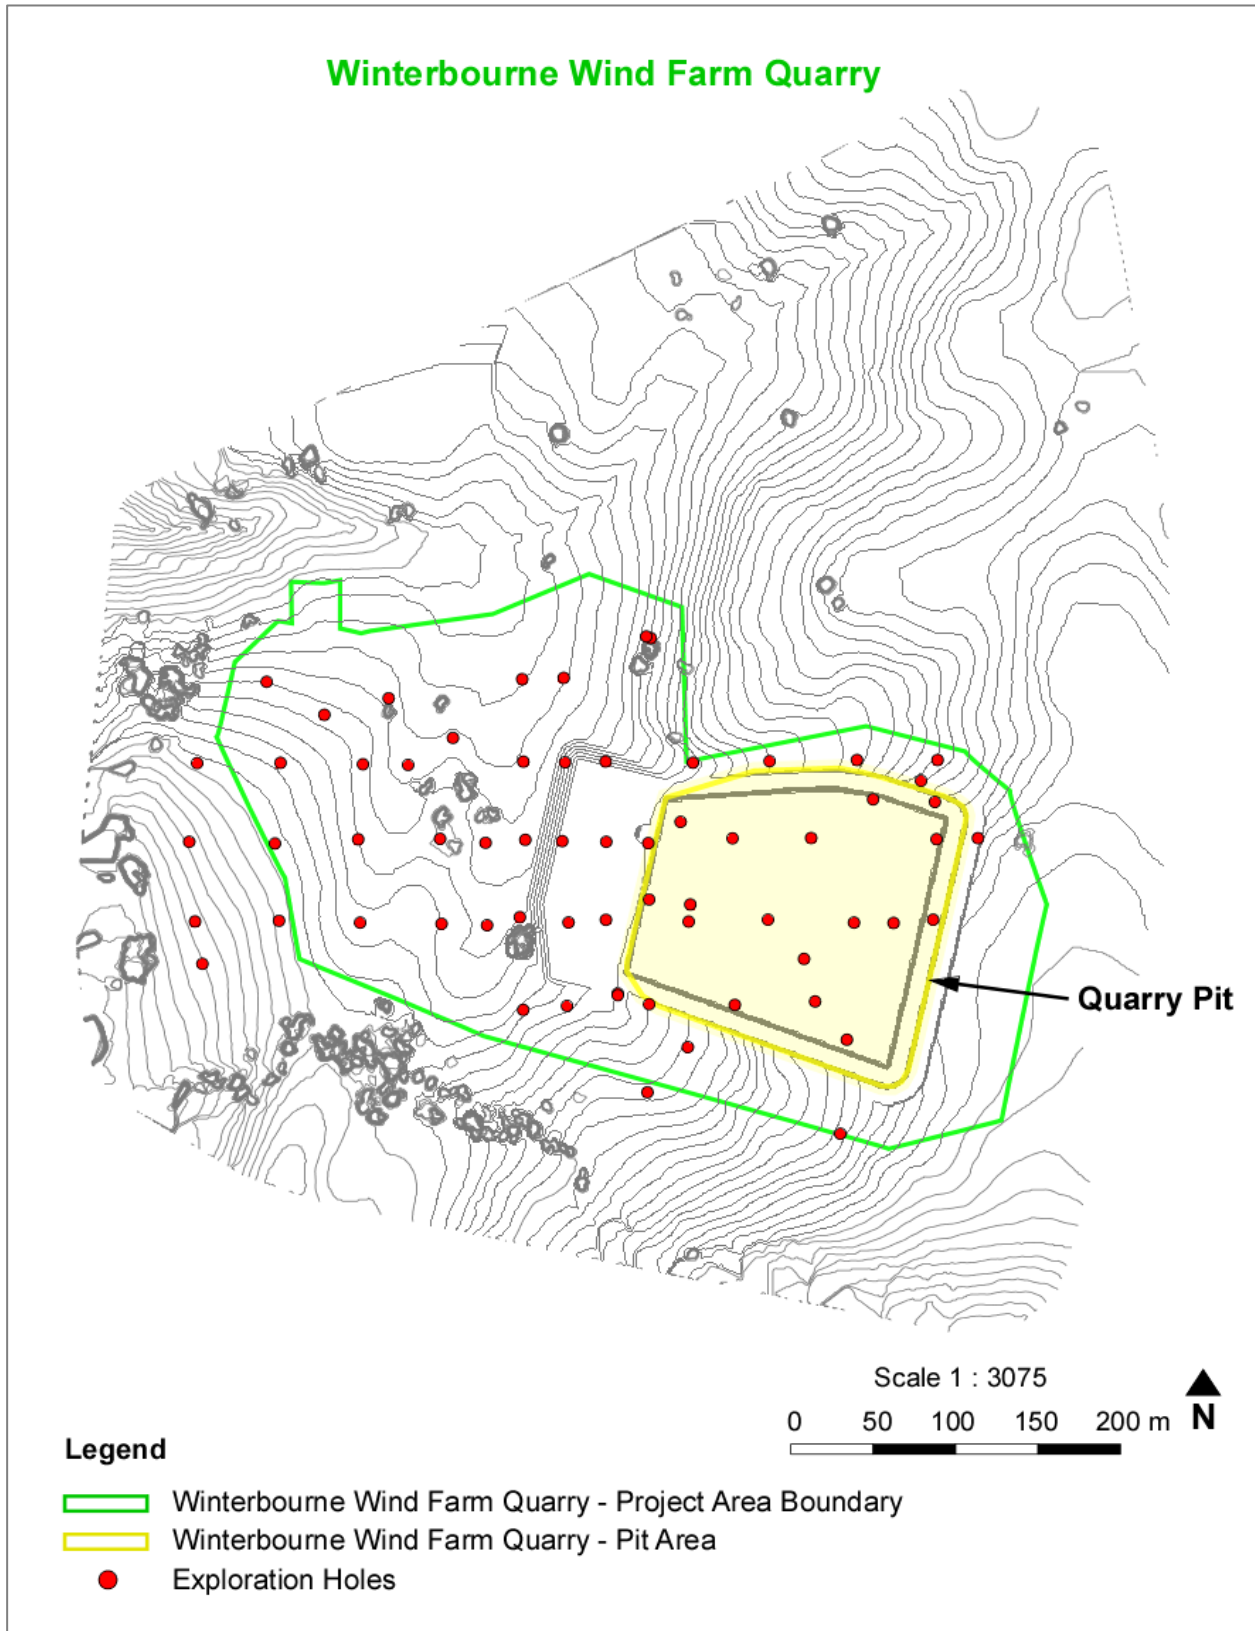 Winterbourne Wind Farm Quarry
Quarry Pit
Scale 1 : 3075
0 50 100 150 200 m
N
Legend
Winterbourne Wind Farm Quarry - Project Area Boundary
Winterbourne Wind Farm Quarry - Pit Area
Exploration Holes